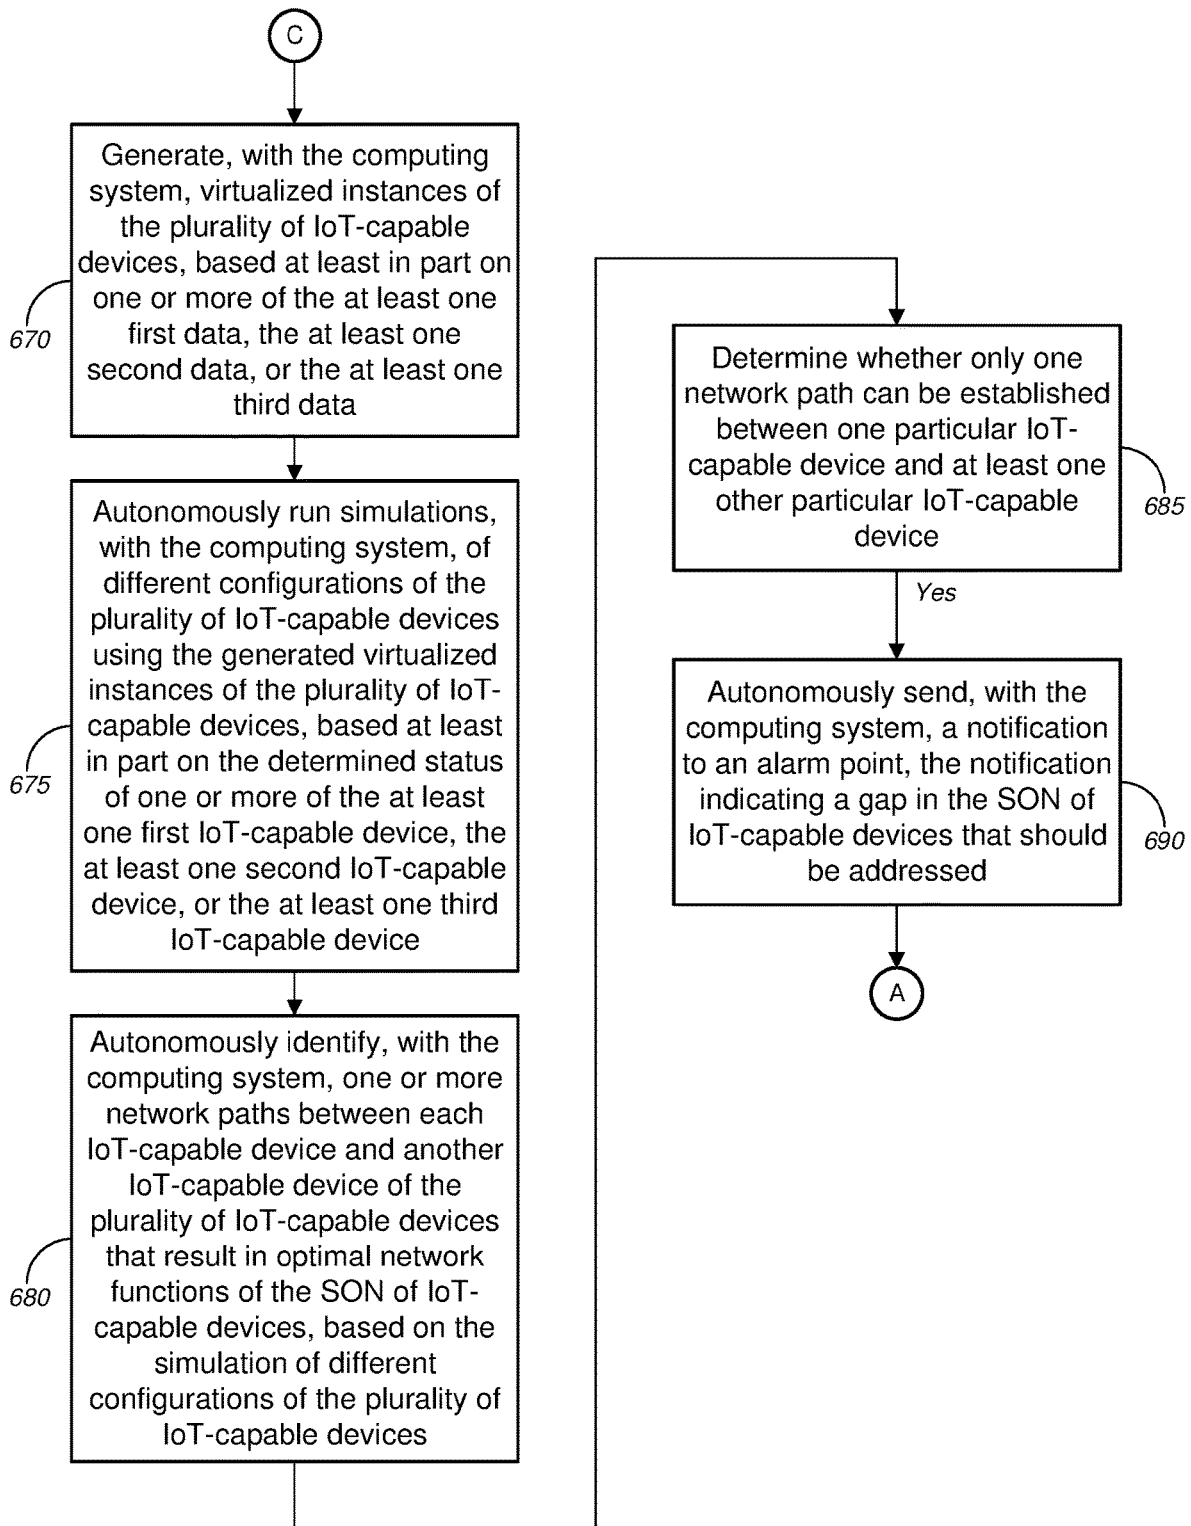 C
Generate, with the computing
system, virtualized instances of
the plurality of IoT-capable
devices, based at least in part on
one or more of the at least one
first data, the at least one
second data, or the at least one
third data
670
Autonomously run simulations,
with the computing system, of
different configurations of the
plurality of IoT-capable devices
using the generated virtualized
instances of the plurality of IoT-
capable devices, based at least
in part on the determined status
of one or more of the at least
one first IoT-capable device, the
at least one second IoT-capable
device, or the at least one third
IoT-capable device
675
Autonomously identify, with the
computing system, one or more
network paths between each
IoT-capable device and another
IoT-capable device of the
plurality of IoT-capable devices
that result in optimal network
functions of the SON of IoT-
capable devices, based on the
simulation of different
configurations of the plurality of
IoT-capable devices
680
Determine whether only one
network path can be established
between one particular IoT-
capable device and at least one
other particular IoT-capable
device
685
Yes
Autonomously send, with the
computing system, a notification
to an alarm point, the notification
indicating a gap in the SON of
IoT-capable devices that should
be addressed
690
A